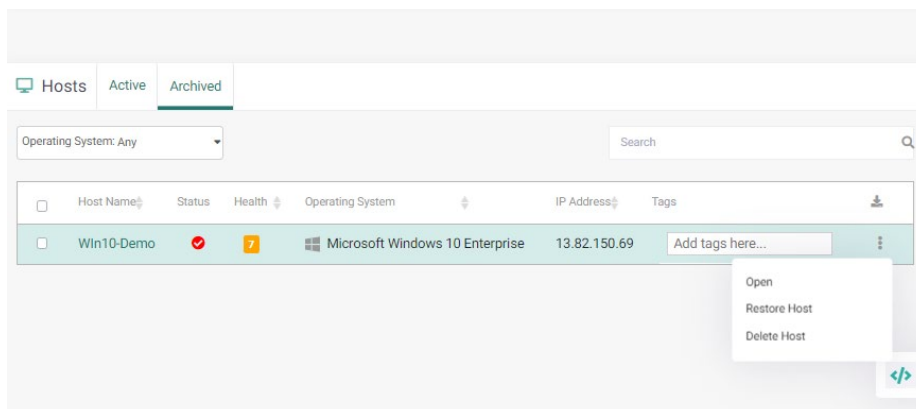 Hosts Active Archived
Operating System: Any Search
Host Name Status Health Operating System IP Address Tags
WIn10-Demo 7 Microsoft Windows 10 Enterprise 13.82.150.69 Add tags here...
Open
Restore Host
Delete Host